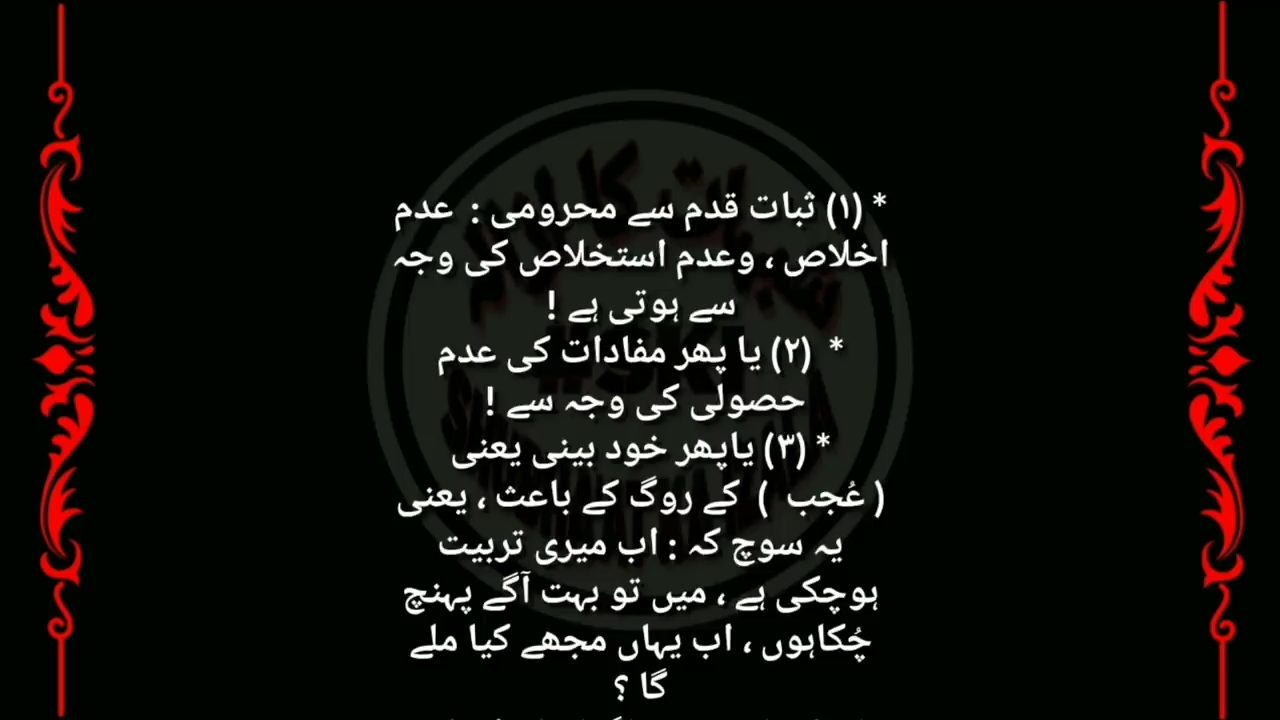 * (۱) ثبات قدم سے محرومی : عدم
اخلاص ، وعدم استخلاص کی وجہ
سے ہوتی ہے !
* (۲) یا پھر مفادات کی عدم
حصولی کی وجہ سے !
* (۳) یاپھر خود بینی یعنی
( عُجب ) کے روگ کے باعث ، یعنی
یہ سوچ کہ : اب میری تربیت
ہوچکی ہے ، میں تو بہت آگے پہنچ
چُکاہوں ، اب یہاں مجھے کیا ملے
گا ؟